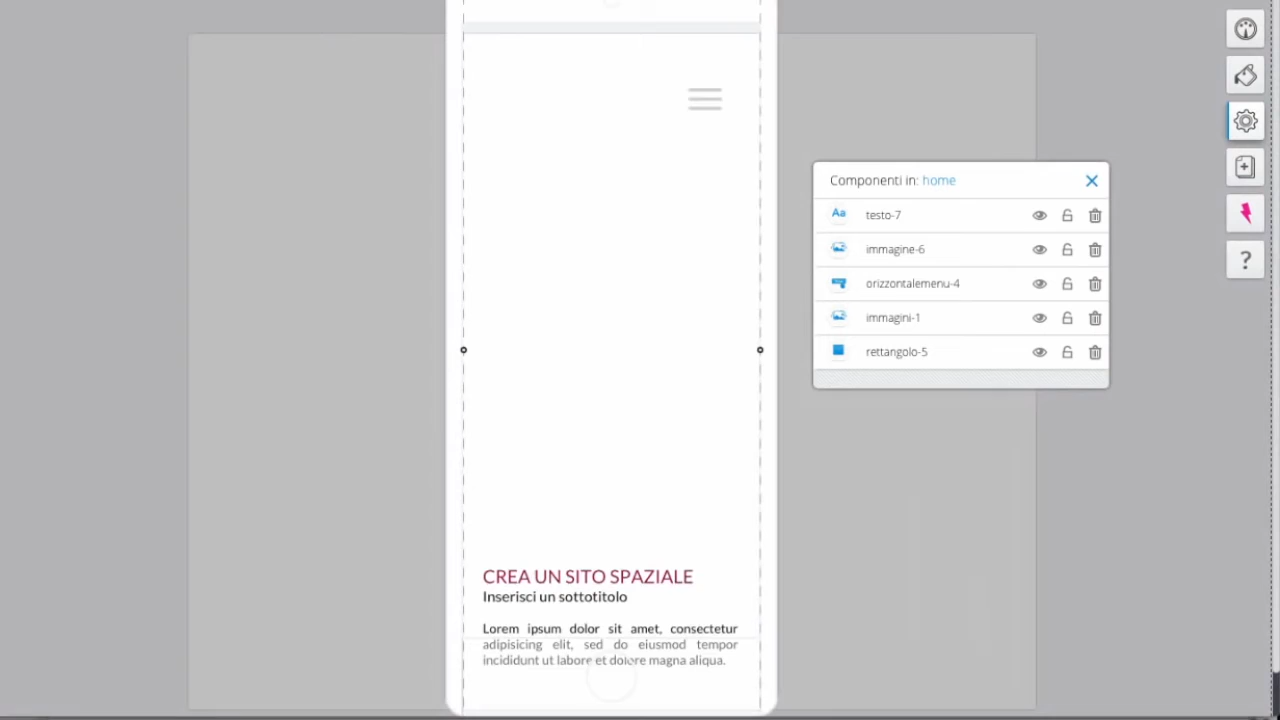 Componenti in: home
Aa testo-7
immagine-6
orizzontalemenu-4
immagini-1
rettangolo-5
?
CREA UN SITO SPAZIALE
Inserisci un sottotitolo
Lorem ipsum dolor sit amet, consectetur
adipisicing elit, sed do eiusmod tempor
incididunt ut labore et dolore magna aliqua.